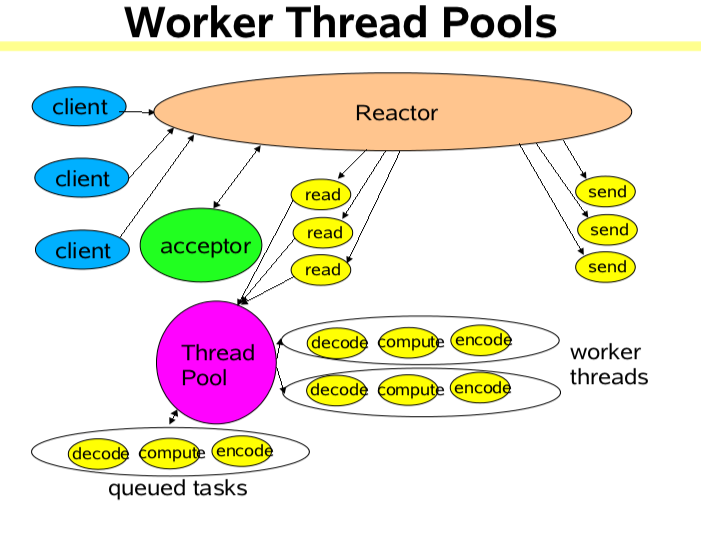 Worker Thread Pools
client
Reactor
client
client
acceptor
read
read
read
send
send
send
Thread
Pool
decode compute encode
decode compute encode
worker
threads
decode compute encode
queued tasks